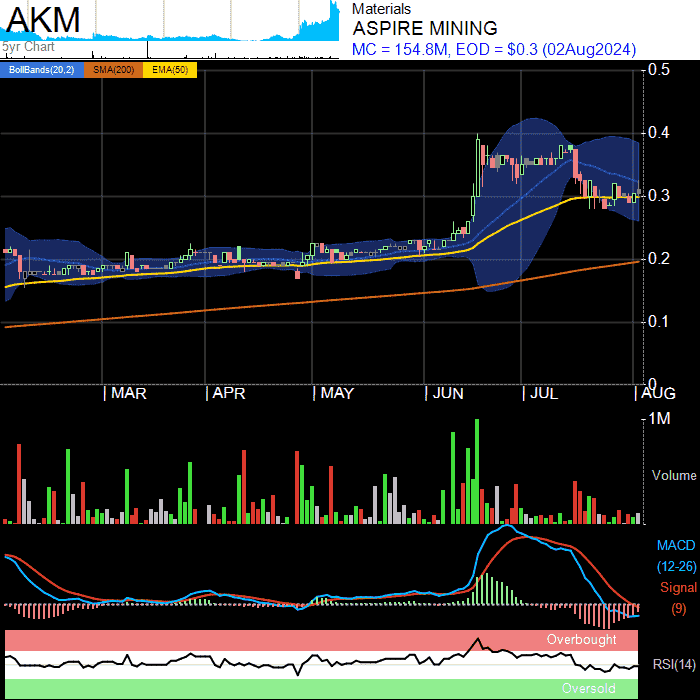 AKM
5yr Chart
Materials
ASPIRE MINING
MC = 154.8M, EOD = $0.3 (02Aug2024)
BollBands(20,2) SMA(200) EMA(50)
0.5
0.4
0.3
0.2
0.1
0
MAR APR MAY JUN JUL AUG
1M
Volume
MACD
(12-26)
Signal
(9)
Overbought
RSI(14)
Oversold